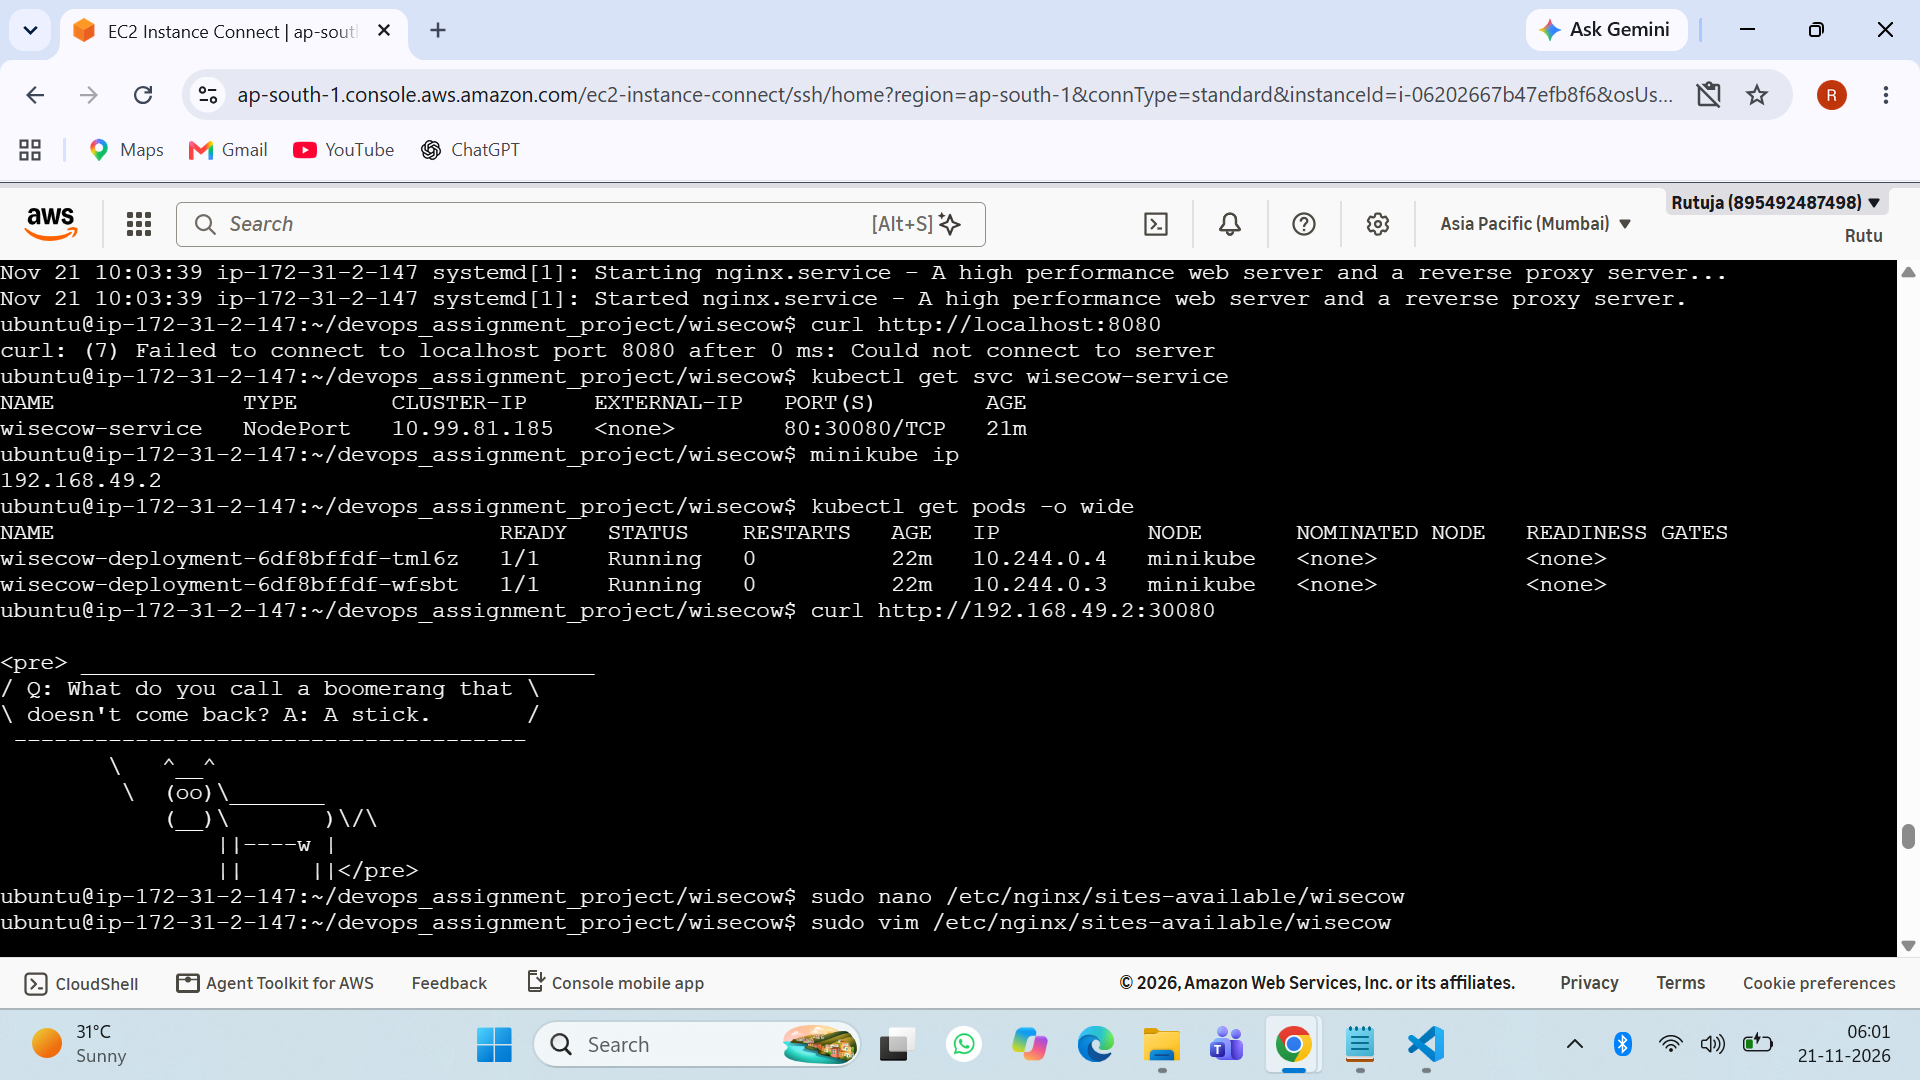 EC2 Instance Connect | ap-sout
Ask Gemini
ap-south-1.console.aws.amazon.com/ec2-instance-connect/ssh/home?region=ap-south-1&connType=standard&instanceId=i-06202667b47efb8f6&osUs...
R
Maps
Gmail
YouTube
ChatGPT
aws
Search
[Alt+S]
Asia Pacific (Mumbai) ▼
Rutuja (895492487498) ▼
Rutu
Nov 21 10:03:39 ip-172-31-2-147 systemd[1]: Starting nginx.service - A high performance web server and a reverse proxy server...
Nov 21 10:03:39 ip-172-31-2-147 systemd[1]: Started nginx.service - A high performance web server and a reverse proxy server.
ubuntu@ip-172-31-2-147:~/devops_assignment_project/wisecow$ curl http://localhost:8080
curl: (7) Failed to connect to localhost port 8080 after 0 ms: Could not connect to server
ubuntu@ip-172-31-2-147:~/devops_assignment_project/wisecow$ kubectl get svc wisecow-service
NAME              TYPE       CLUSTER-IP     EXTERNAL-IP   PORT(S)        AGE
wisecow-service   NodePort   10.99.81.185   <none>        80:30080/TCP   21m
ubuntu@ip-172-31-2-147:~/devops_assignment_project/wisecow$ minikube ip
192.168.49.2
ubuntu@ip-172-31-2-147:~/devops_assignment_project/wisecow$ kubectl get pods -o wide
NAME                                 READY   STATUS    RESTARTS   AGE   IP           NODE       NOMINATED NODE   READINESS GATES
wisecow-deployment-6df8bffdf-tml6z   1/1     Running   0          22m   10.244.0.4   minikube   <none>           <none>
wisecow-deployment-6df8bffdf-wfsbt   1/1     Running   0          22m   10.244.0.3   minikube   <none>           <none>
ubuntu@ip-172-31-2-147:~/devops_assignment_project/wisecow$ curl http://192.168.49.2:30080
<pre> ______________________________________
/ Q: What do you call a boomerang that \
\ doesn't come back? A: A stick.       /
 --------------------------------------
        \   ^__^
         \  (oo)\_______
            (__)\       )\/\
                ||----w |
                ||     ||</pre>
ubuntu@ip-172-31-2-147:~/devops_assignment_project/wisecow$ sudo nano /etc/nginx/sites-available/wisecow
ubuntu@ip-172-31-2-147:~/devops_assignment_project/wisecow$ sudo vim /etc/nginx/sites-available/wisecow
CloudShell
Agent Toolkit for AWS
Feedback
Console mobile app
© 2026, Amazon Web Services, Inc. or its affiliates.
Privacy
Terms
Cookie preferences
31°C
Sunny
Search
06:01
21-11-2026